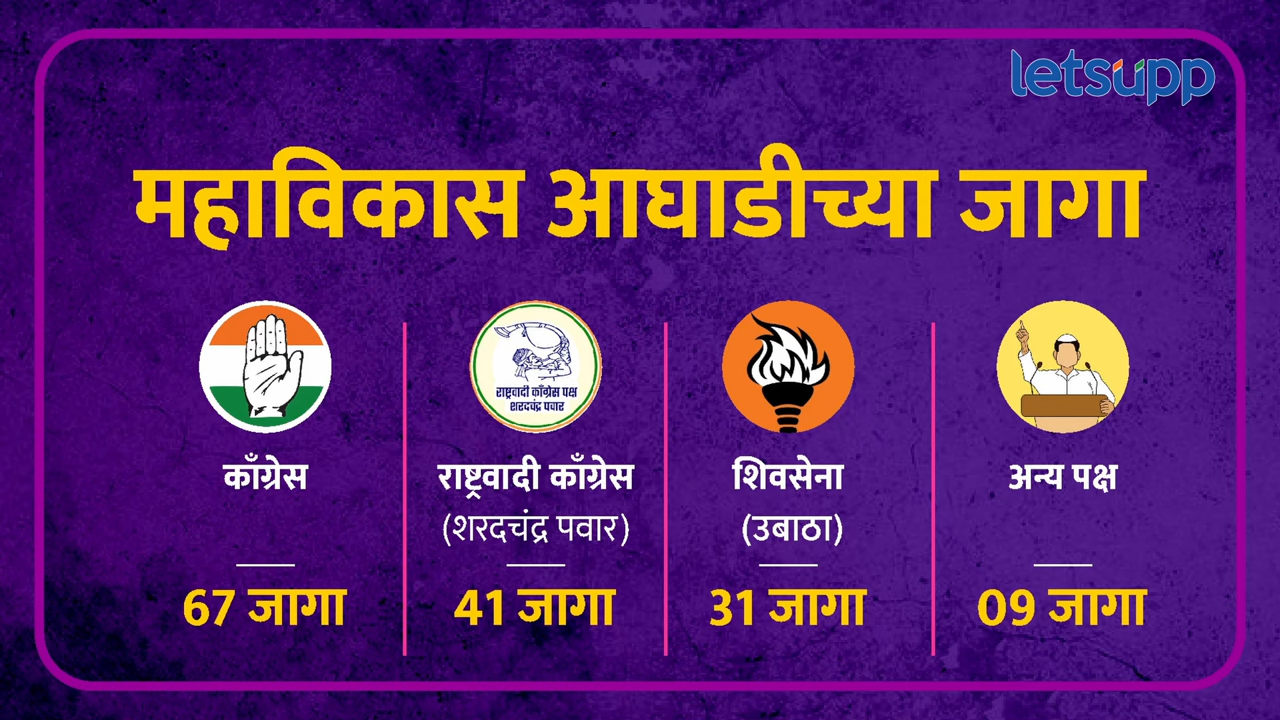 letsupp
महाविकास आघाडीच्या जागा
राष्ट्रवादी काँग्रेस पक्ष
शरदचंद्र पवार
काँग्रेस
राष्ट्रवादी काँग्रेस
(शरदचंद्र पवार)
शिवसेना
(उबाठा)
अन्य पक्ष
67 जागा
41 जागा
31 जागा
09 जागा